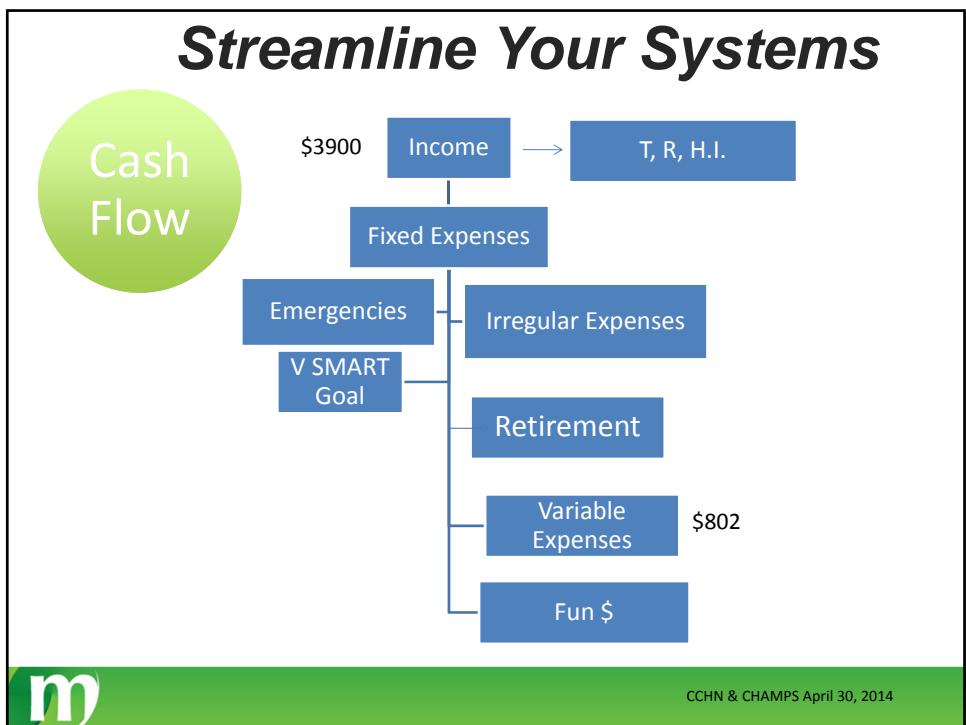 Streamline Your Systems
Cash
Flow
$3900
Income
T, R, H.I.
Fixed Expenses
Emergencies
Irregular Expenses
V SMART
Goal
Retirement
Variable
Expenses
$802
Fun $
m
CCHN & CHAMPS April 30, 2014